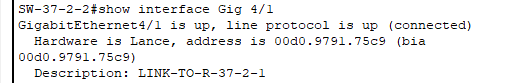 SW-37-2-2#show interface Gig 4/1
GigabitEthernet4/1 is up, line protocol is up (connected)
  Hardware is Lance, address is 00d0.9791.75c9 (bia
00d0.9791.75c9)
  Description: LINK-TO-R-37-2-1